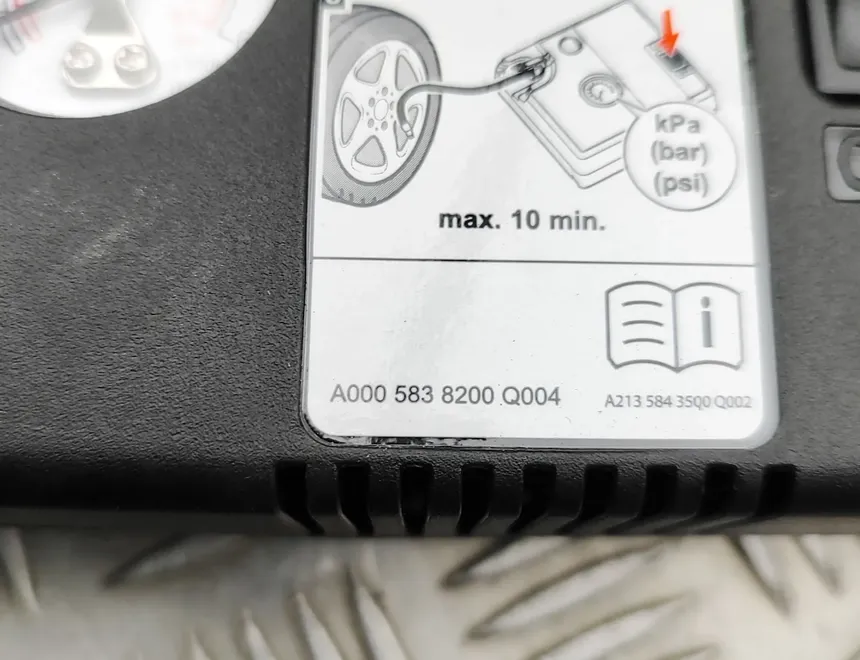 kPa
(bar)
(psi)
max. 10 min.
i
A000 583 8200 Q004
A213 584 3500 Q002